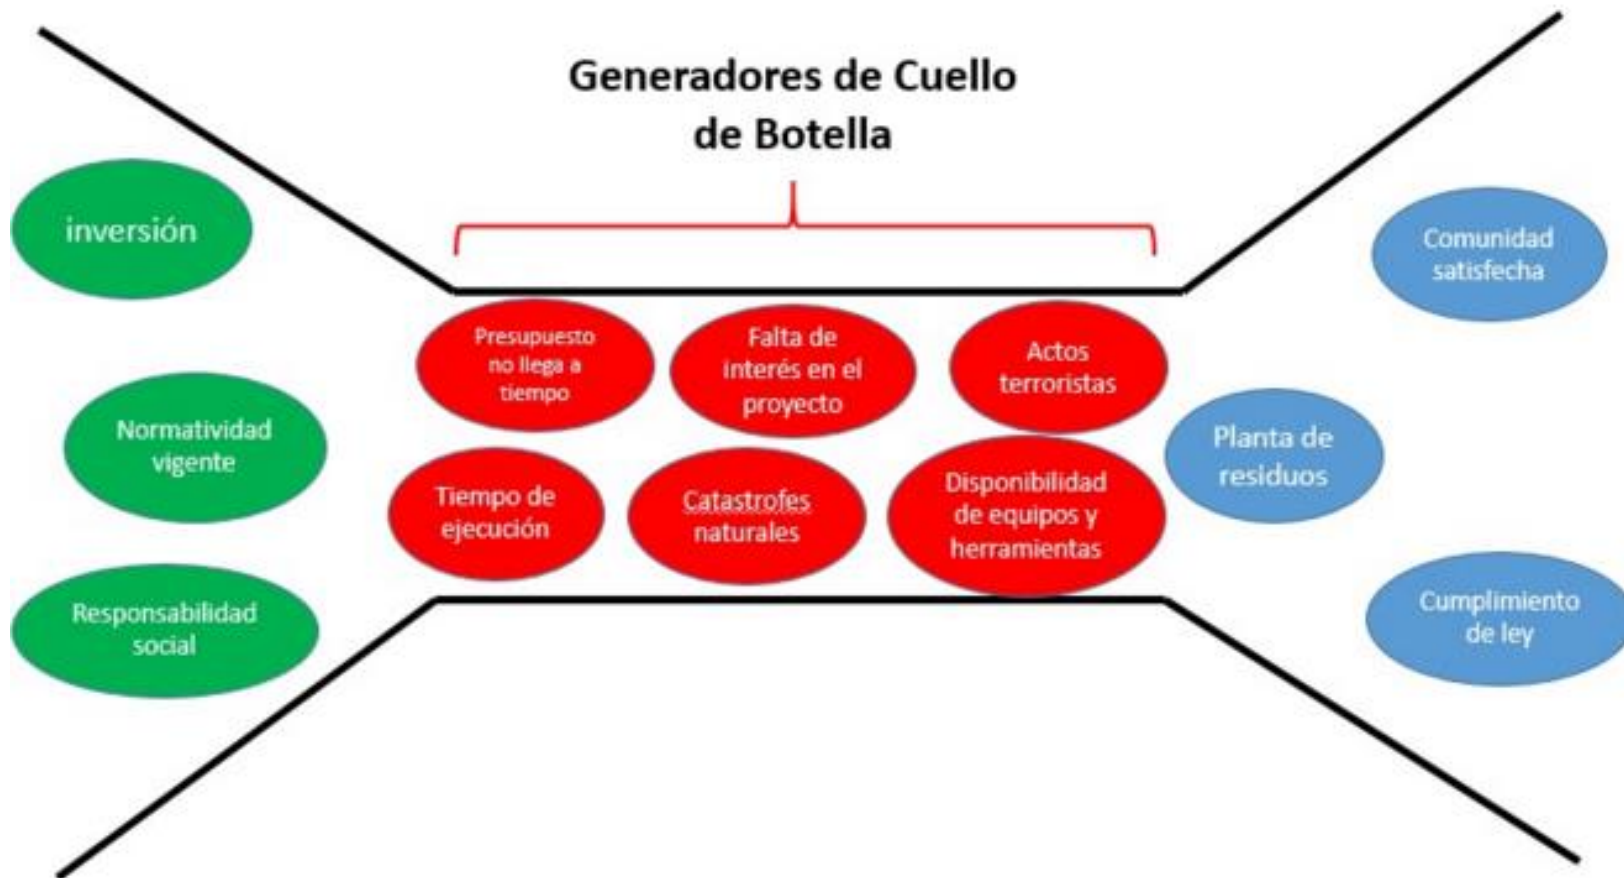 Generadores de Cuello
de Botella
inversión
Normatividad
vigente
Responsabilidad
social
Presupuesto
no llega a
tiempo
Falta de
interés en el
proyecto
Actos
terroristas
Tiempo de
ejecución
Catastrofes
naturales
Disponibilidad
de equipos y
herramientas
Comunidad
satisfecha
Planta de
residuos
Cumplimiento
de ley